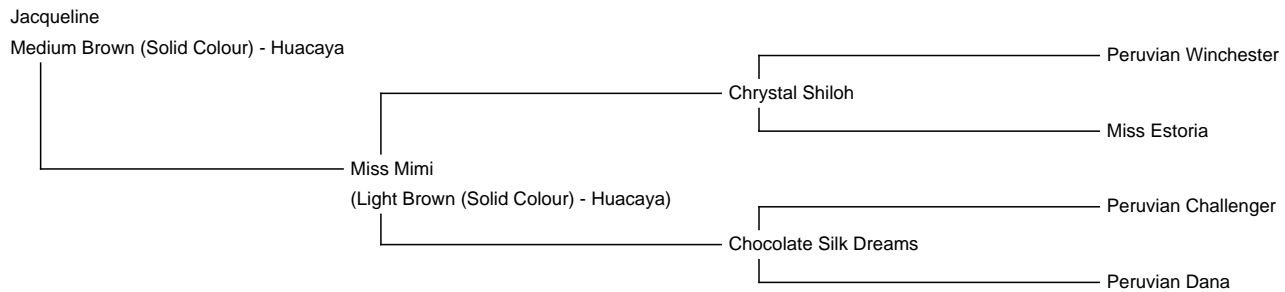 Jacqueline
Medium Brown (Solid Colour) - Huacaya
Peruvian Winchester
Chrystal Shiloh
Miss Estoria
Miss Mimi
(Light Brown (Solid Colour) - Huacaya)
Peruvian Challenger
Chocolate Silk Dreams
Peruvian Dana